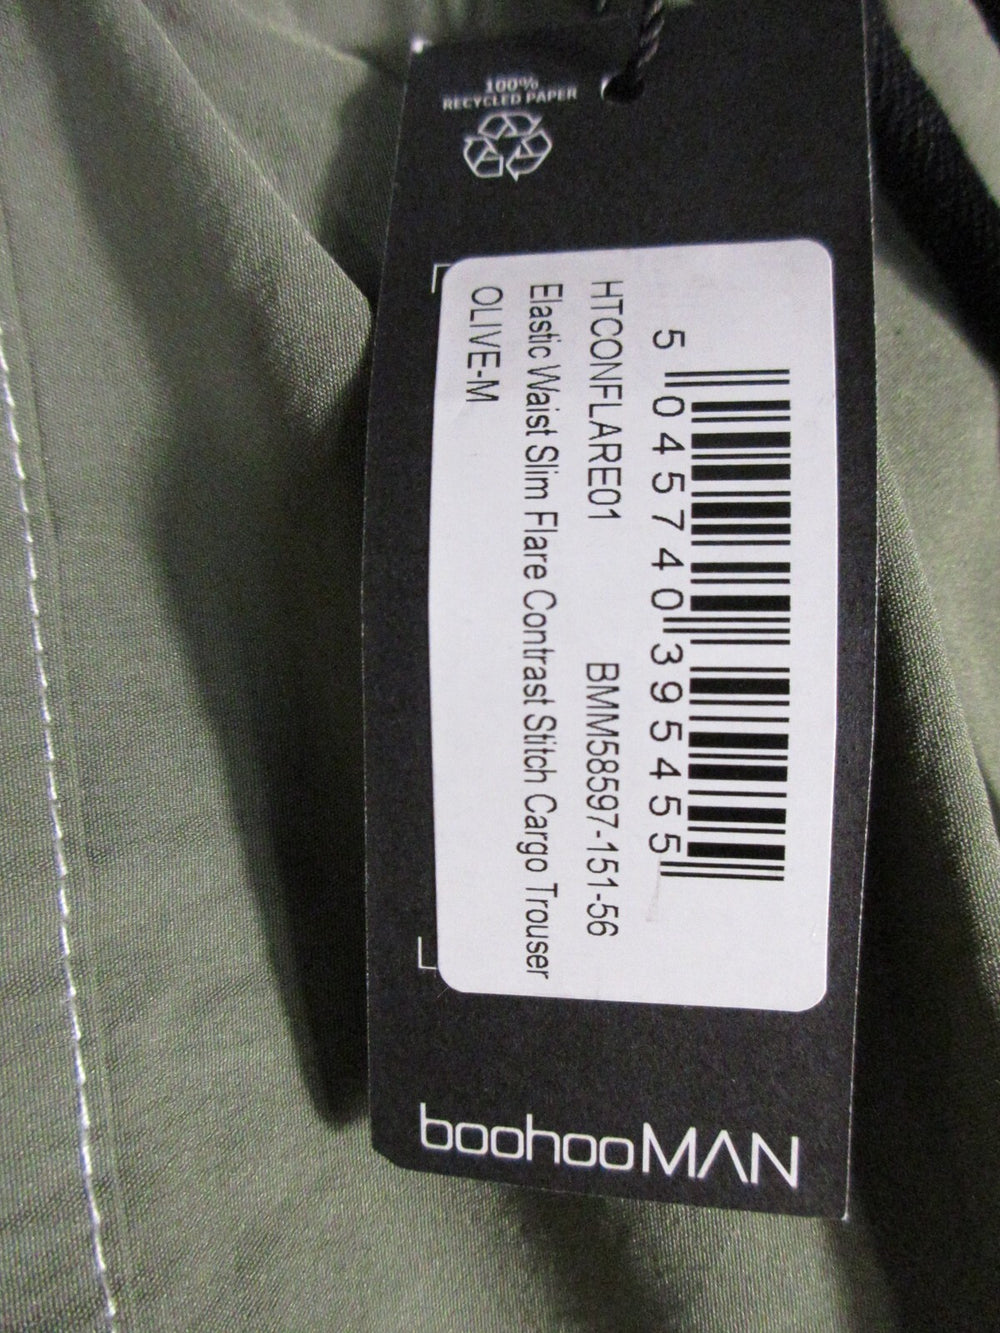 100%
RECYCLED PAPER
5 045740 395455
HTCONFLARE01 BMM58597-151-56
Elastic Waist Slim Flare Contrast Stitch Cargo Trouser
OLIVE-M
boohooMAN